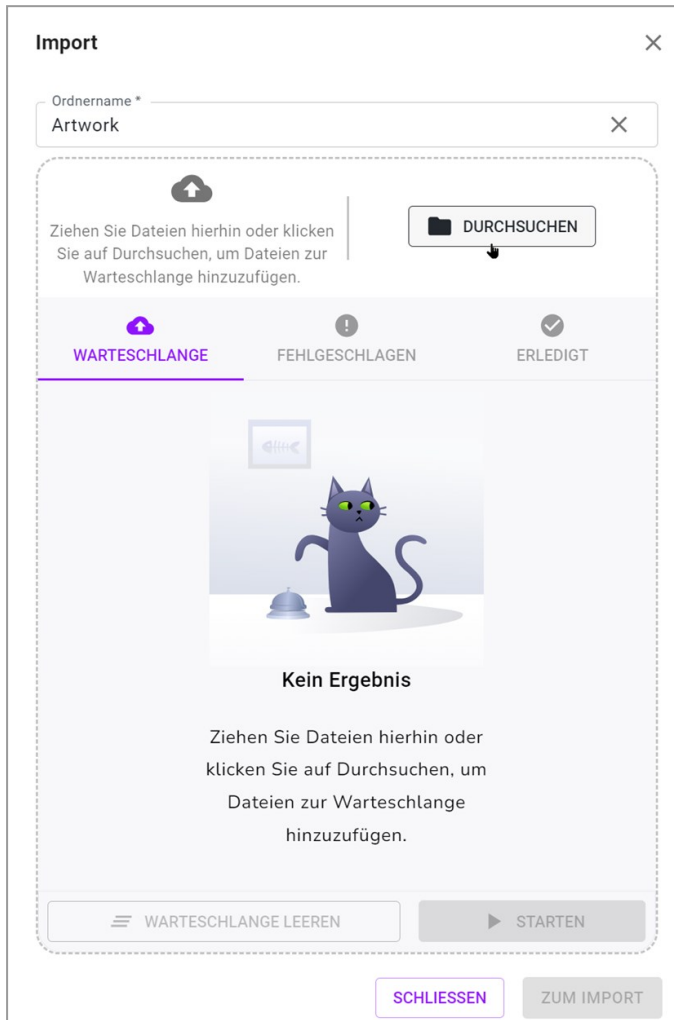 Import
Ordnername *
Artwork
Ziehen Sie Dateien hierhin oder klicken
Sie auf Durchsuchen, um Dateien zur
Warteschlange hinzuzufügen.
DURCHSUCHEN
WARTESCHLANGE
FEHLGESCHLAGEN
ERLEDIGT
Kein Ergebnis
Ziehen Sie Dateien hierhin oder
klicken Sie auf Durchsuchen, um
Dateien zur Warteschlange
hinzuzufügen.
WARTESCHLANGE LEEREN
STARTEN
SCHLIESSEN
ZUM IMPORT